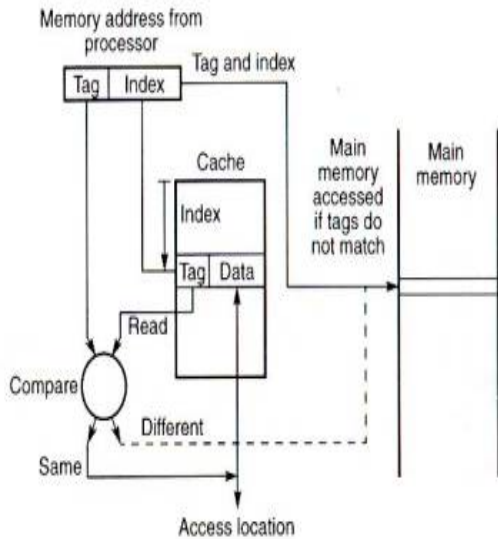 Memory address from
processor
Tag and index
Tag Index
Cache
Main
memory
accessed
if tags do
not match
Main
memory
Index
Tag Data
Read
Compare
Different
Same
Access location